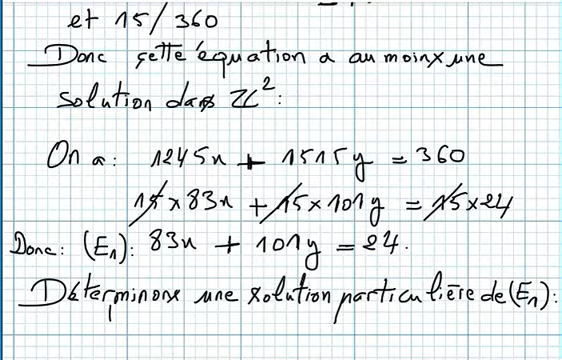 et 15/360
Donc cette équation a au moins une
solution dans ℤ²:
On a: 1245x + 1515y = 360
15×83x + 15×101y = 15×24
Donc: (E₁): 83x + 101y = 24.
Déterminons une solution particulière de (E₁):